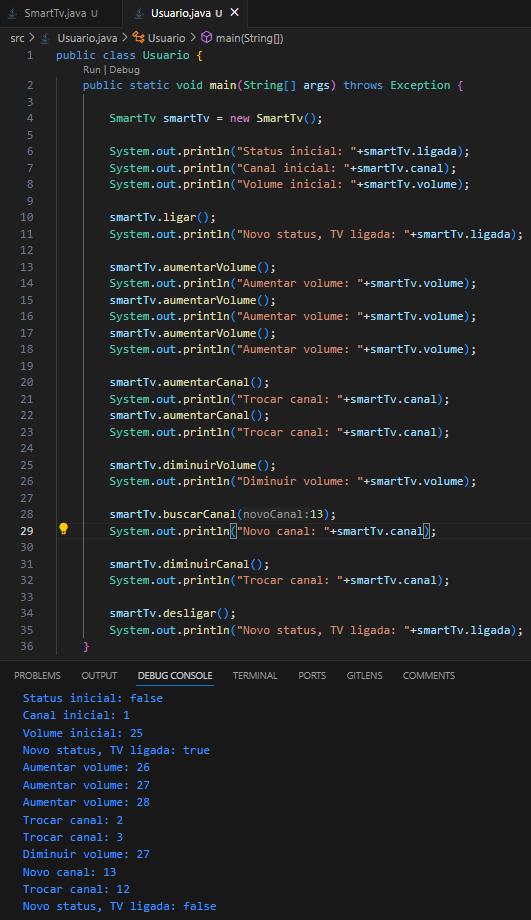 SmartTv.java U
Usuario.java U
src > Usuario.java > Usuario > main(String[])
1 public class Usuario {
Run | Debug
2 public static void main(String[] args) throws Exception {
3
4 SmartTv smartTv = new SmartTv();
5
6 System.out.println("Status inicial: "+smartTv.ligada);
7 System.out.println("Canal inicial: "+smartTv.canal);
8 System.out.println("Volume inicial: "+smartTv.volume);
9
10 smartTv.ligar();
11 System.out.println("Novo status, TV ligada: "+smartTv.ligada);
12
13 smartTv.aumentarVolume();
14 System.out.println("Aumentar volume: "+smartTv.volume);
15 smartTv.aumentarVolume();
16 System.out.println("Aumentar volume: "+smartTv.volume);
17 smartTv.aumentarVolume();
18 System.out.println("Aumentar volume: "+smartTv.volume);
19
20 smartTv.aumentarCanal();
21 System.out.println("Trocar canal: "+smartTv.canal);
22 smartTv.aumentarCanal();
23 System.out.println("Trocar canal: "+smartTv.canal);
24
25 smartTv.diminuirVolume();
26 System.out.println("Diminuir volume: "+smartTv.volume);
27
28 smartTv.buscarCanal(novoCanal:13);
29 System.out.println("Novo canal: "+smartTv.canal);
30
31 smartTv.diminuirCanal();
32 System.out.println("Trocar canal: "+smartTv.canal);
33
34 smartTv.desligar();
35 System.out.println("Novo status, TV ligada: "+smartTv.ligada);
36 }
PROBLEMS OUTPUT DEBUG CONSOLE TERMINAL PORTS GITLENS COMMENTS
Status inicial: false
Canal inicial: 1
Volume inicial: 25
Novo status, TV ligada: true
Aumentar volume: 26
Aumentar volume: 27
Aumentar volume: 28
Trocar canal: 2
Trocar canal: 3
Diminuir volume: 27
Novo canal: 13
Trocar canal: 12
Novo status, TV ligada: false